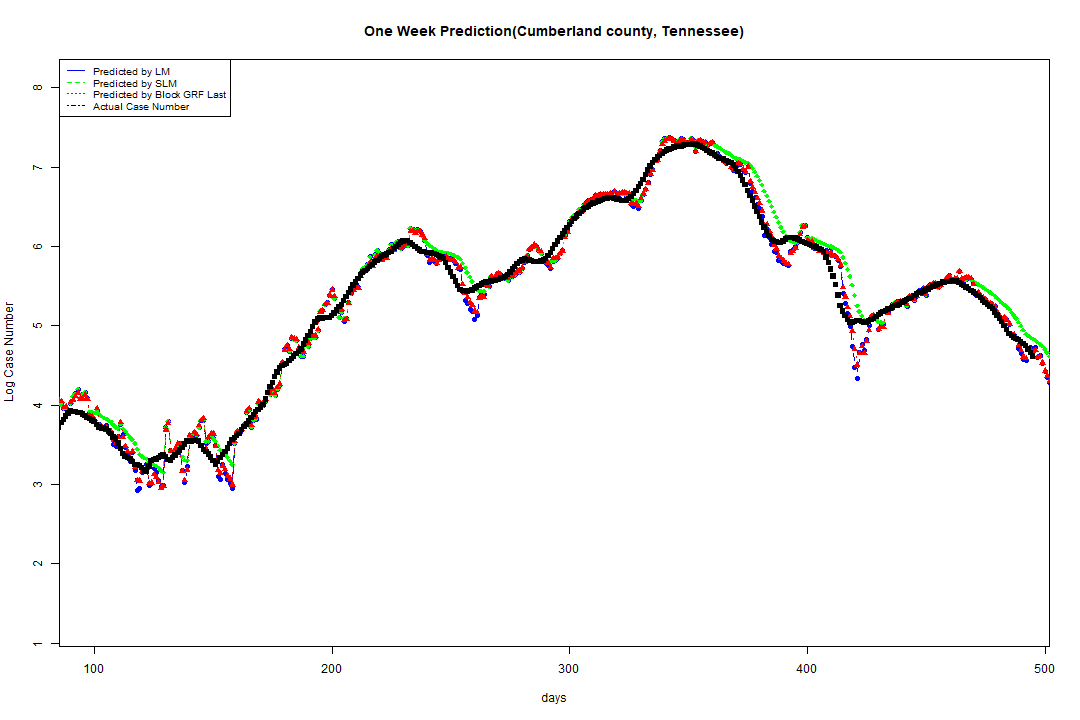 One Week Prediction(Cumberland county, Tennessee)
Predicted by LM
Predicted by SLM
Predicted by Block GRF Last
Actual Case Number
8
7
6
5
4
3
2
1
Log Case Number
100 200 300 400 500
days